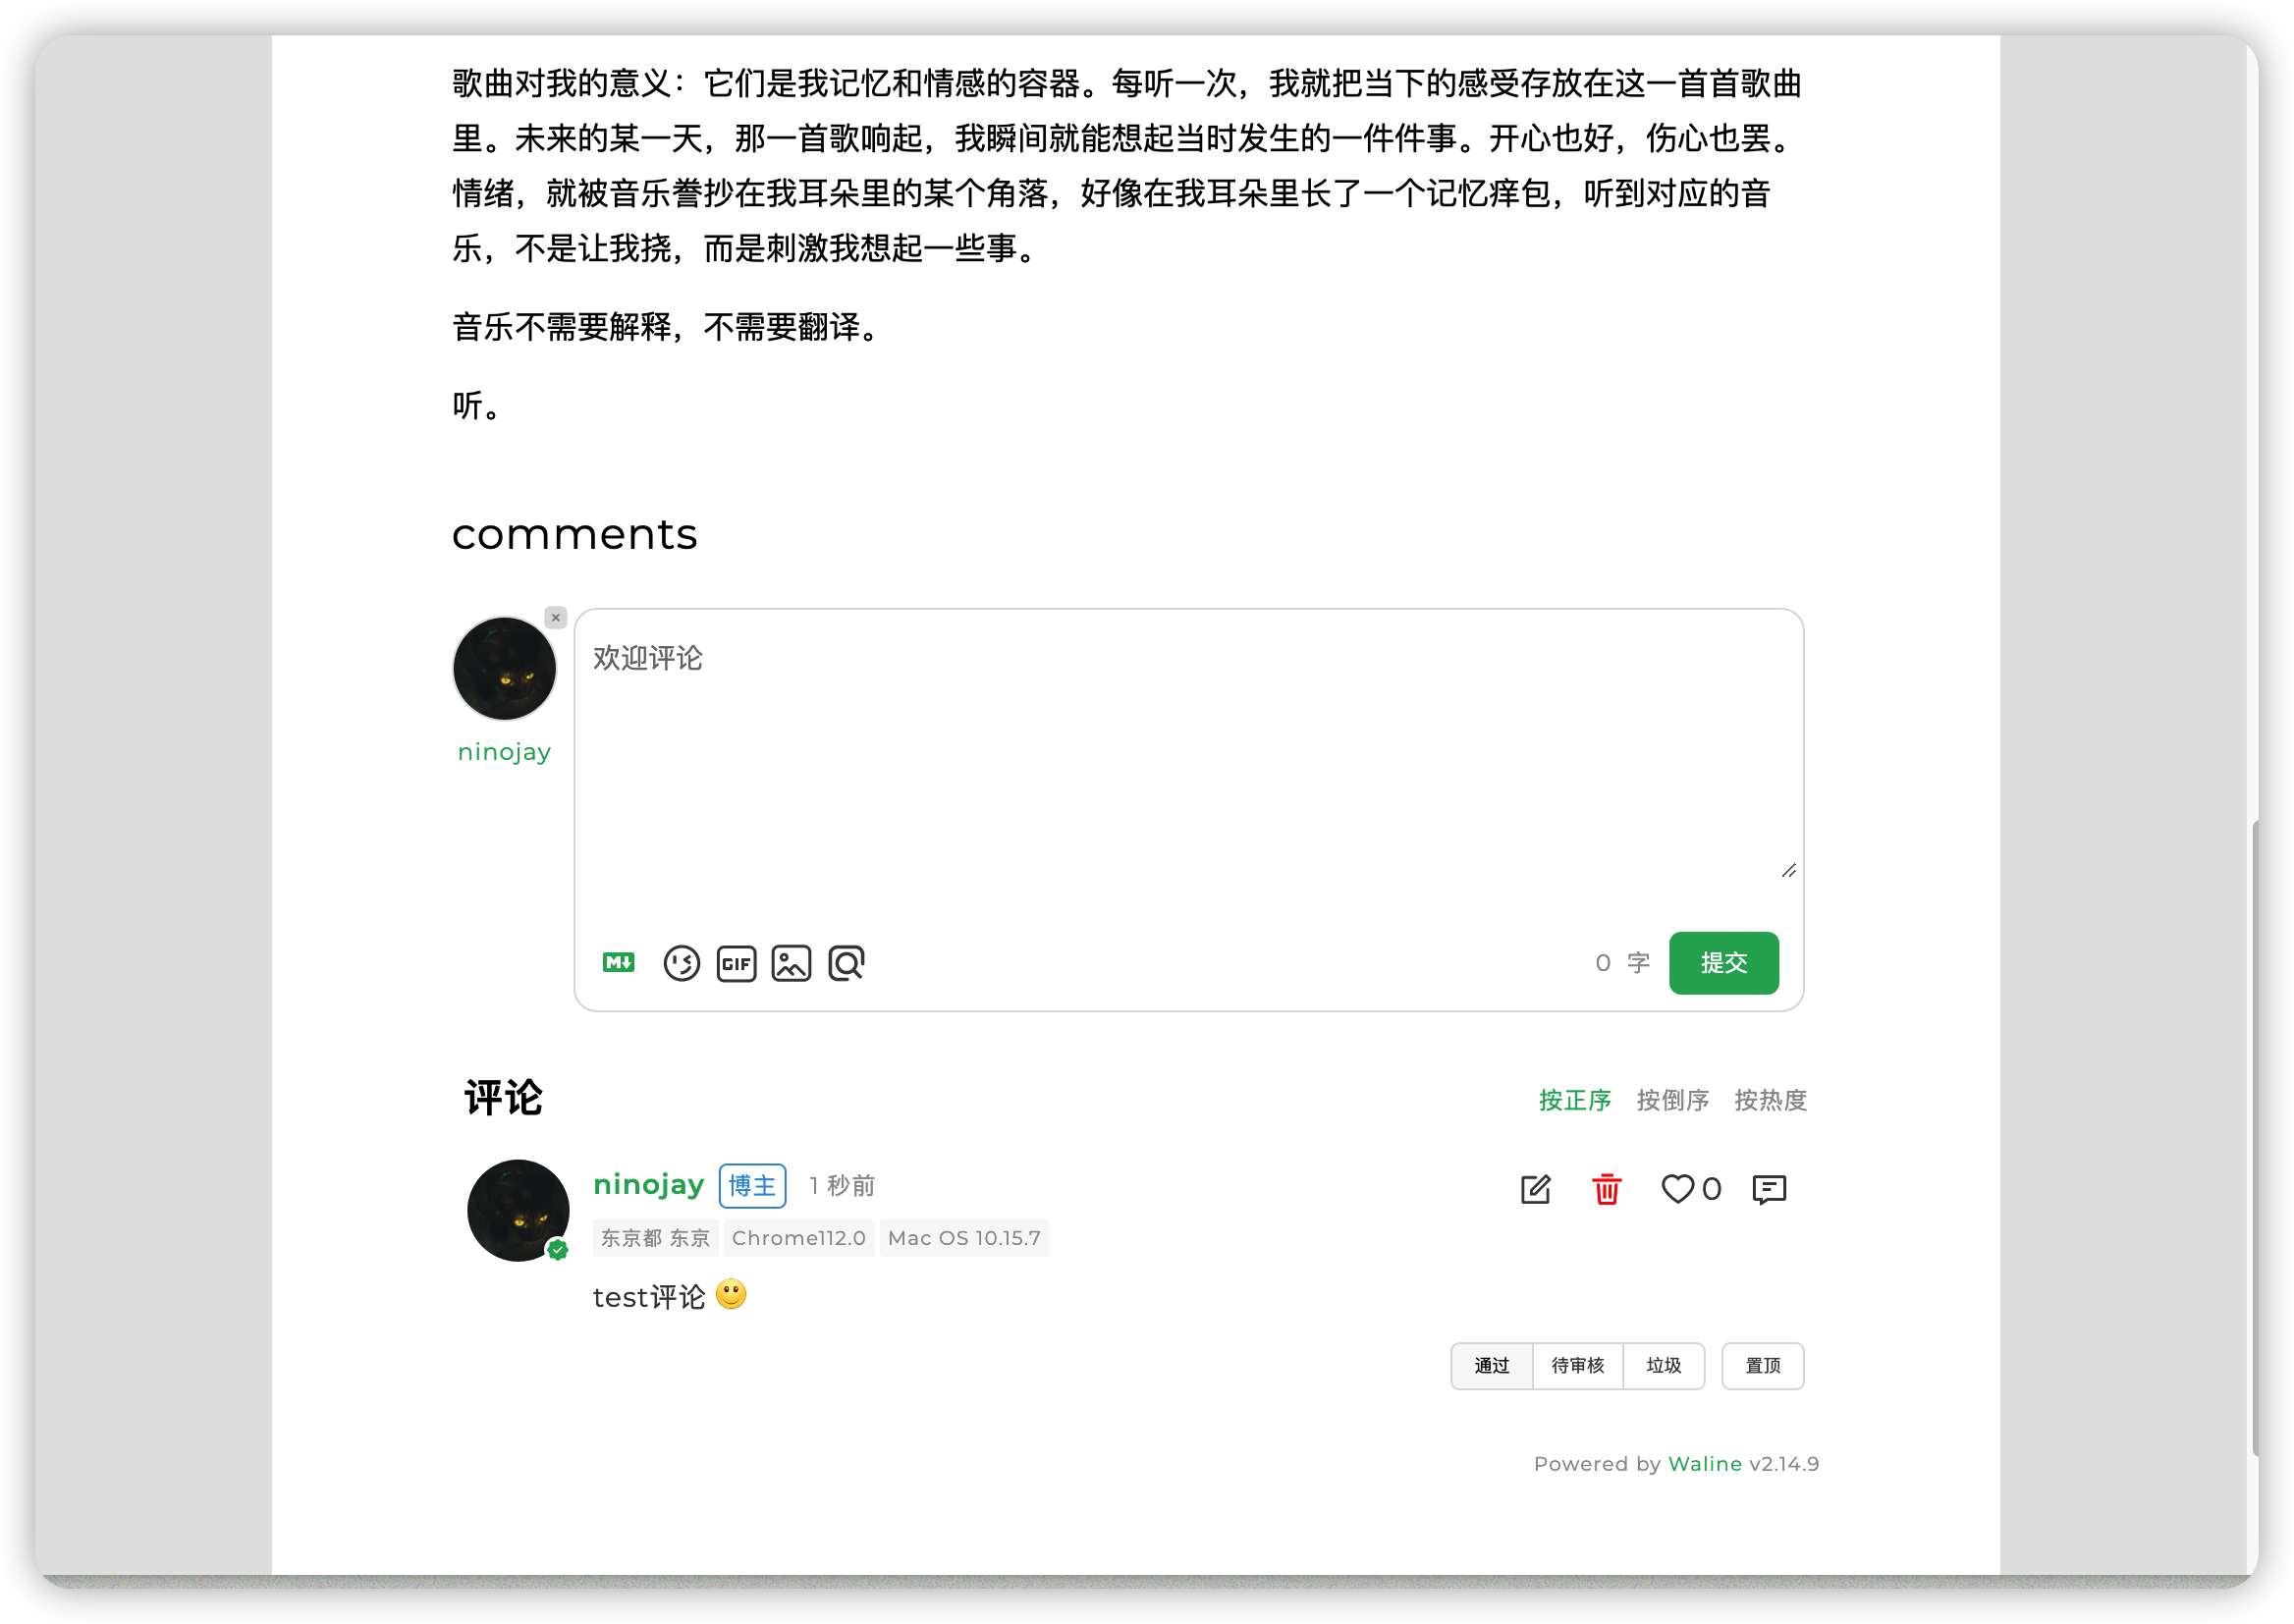 歌曲对我的意义：它们是我记忆和情感的容器。每听一次，我就把当下的感受存放在这一首首歌曲
里。未来的某一天，那一首歌响起，我瞬间就能想起当时发生的一件件事。开心也好，伤心也罢。
情绪，就被音乐誊抄在我耳朵里的某个角落，好像在我耳朵里长了一个记忆痒包，听到对应的音
乐，不是让我挠，而是刺激我想起一些事。
音乐不需要解释，不需要翻译。
听。
comments
欢迎评论
ninojay
M GIF 0 字 提交
评论 按正序 按倒序 按热度
ninojay 博主 1 秒前 0
东京都 东京 Chrome112.0 Mac OS 10.15.7
test评论
通过 待审核 垃圾 置顶
Powered by Waline v2.14.9